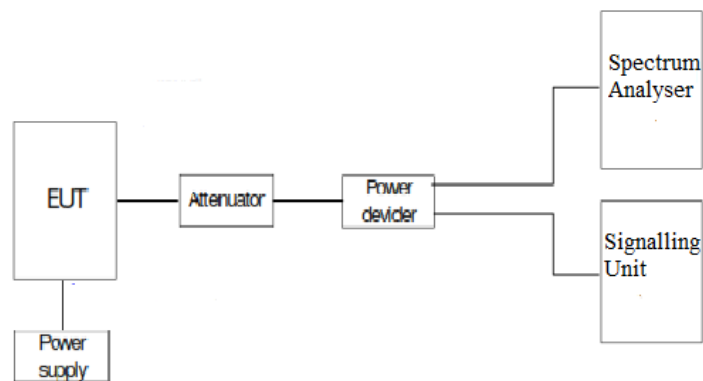 Spectrum
Analyser
EUT
Attenuator
Power
devider
Signalling
Unit
Power
supply